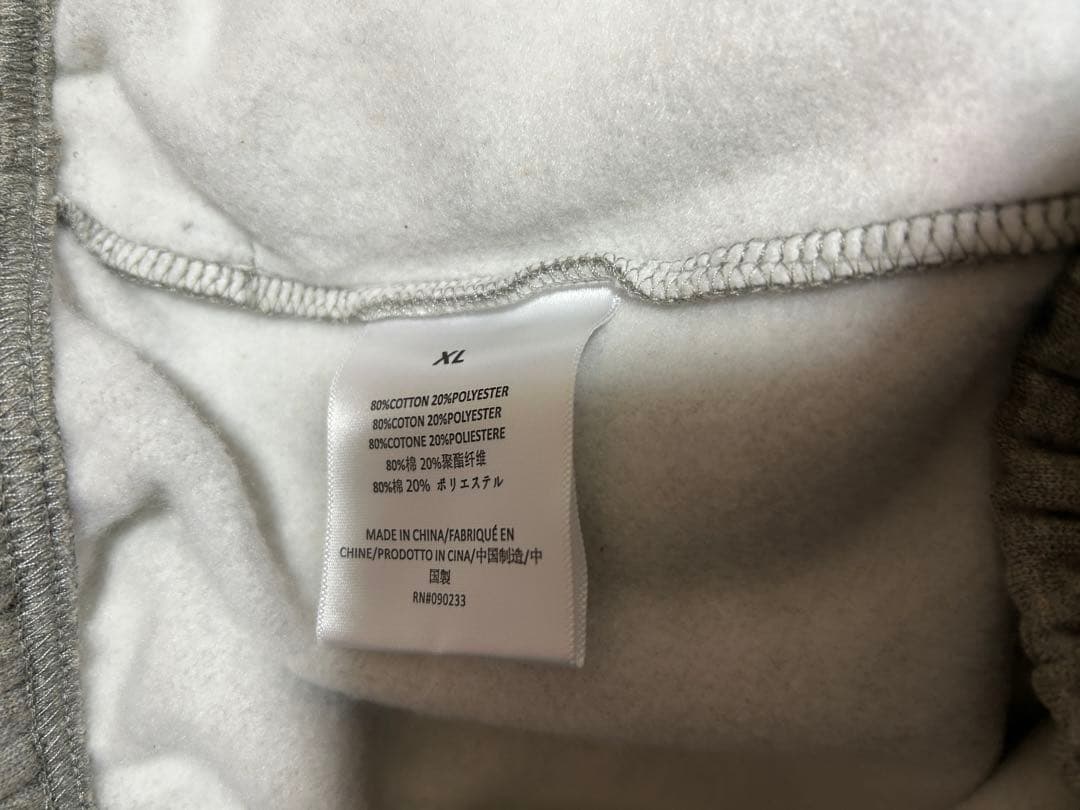 XL
80%COTTON 20%POLYESTER
80%COTON 20%POLYESTER
80%COTONE 20%POLIESTERE
80%棉 20%聚酯纤维
80%棉 20% ポリエステル
MADE IN CHINA/FABRIQUÉ EN
CHINE/PRODOTTO IN CINA/中国制造/中
国製
RN#090233